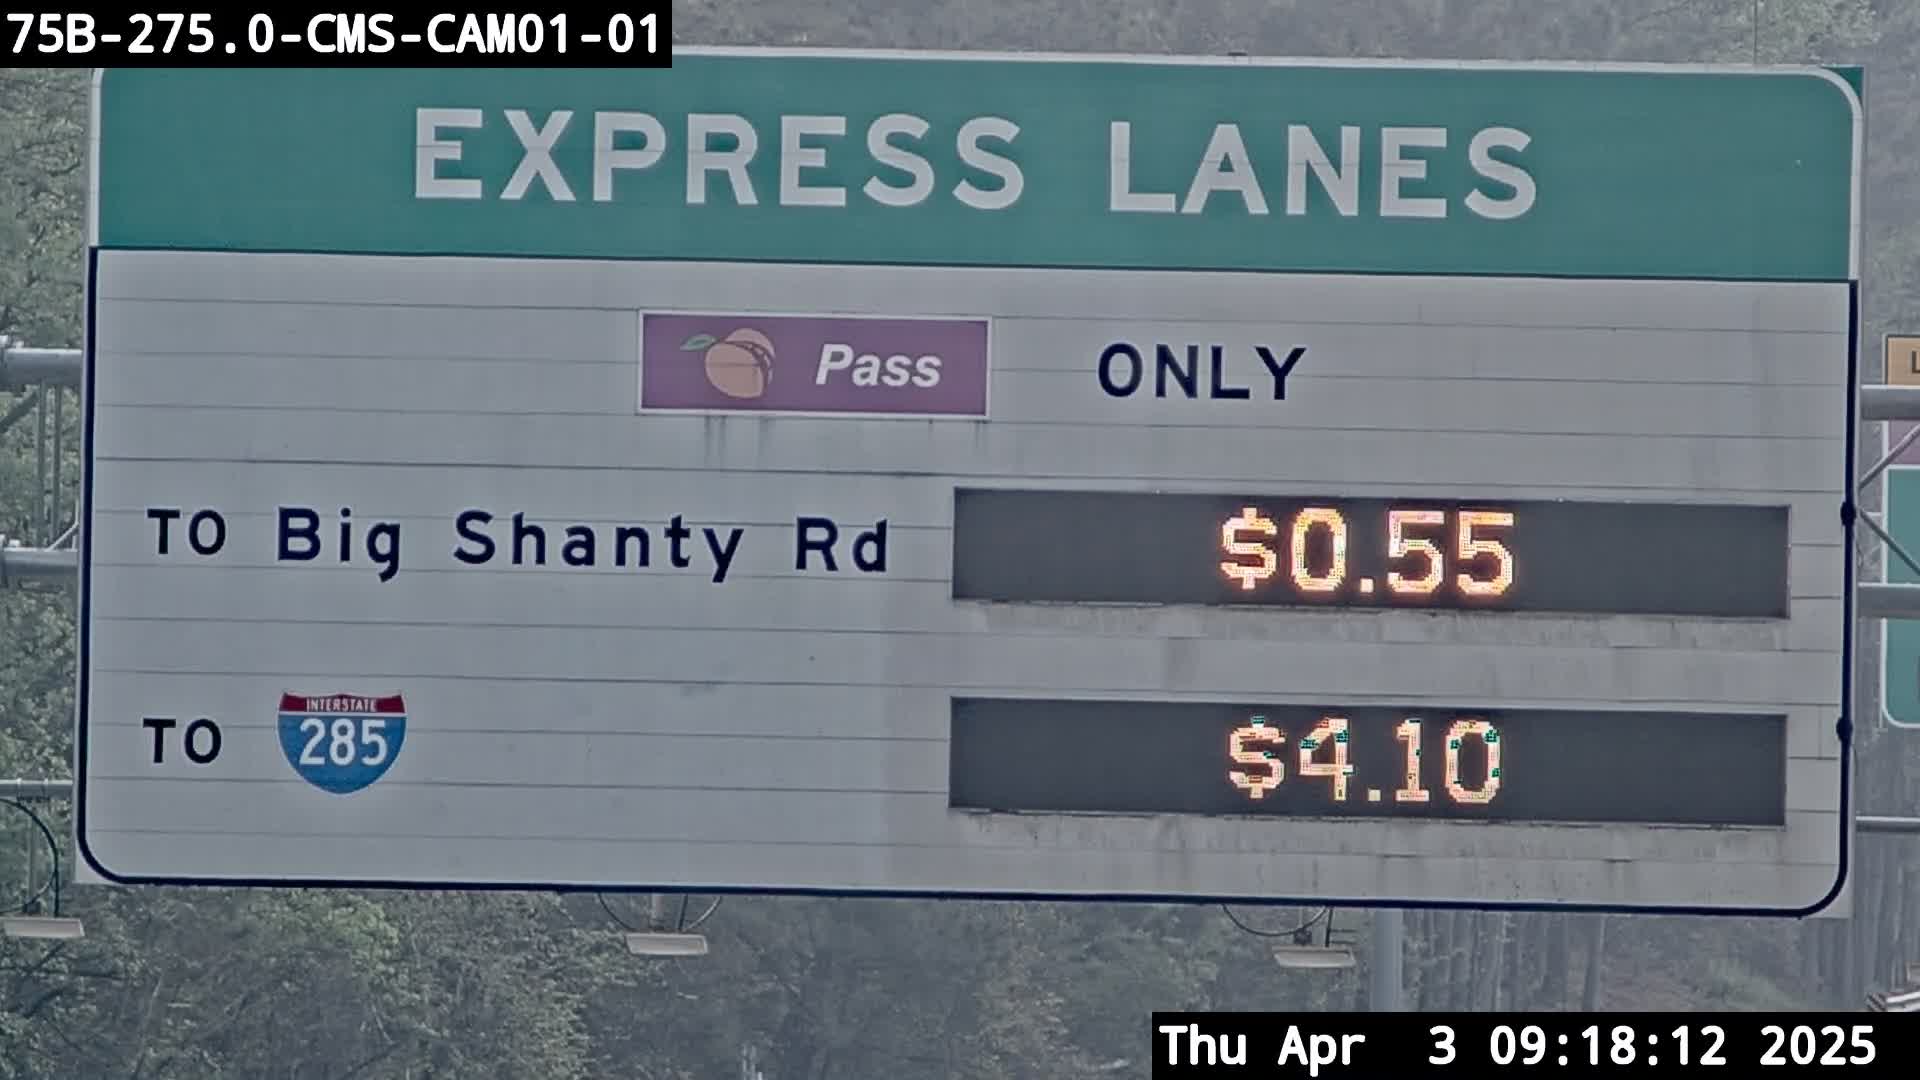 75B-275.0-CMS-CAM01-01
EXPRESS LANES
Pass ONLY
TO Big Shanty Rd $0.55
TO INTERSTATE 285 $4.10
Thu Apr 3 09:18:12 2025